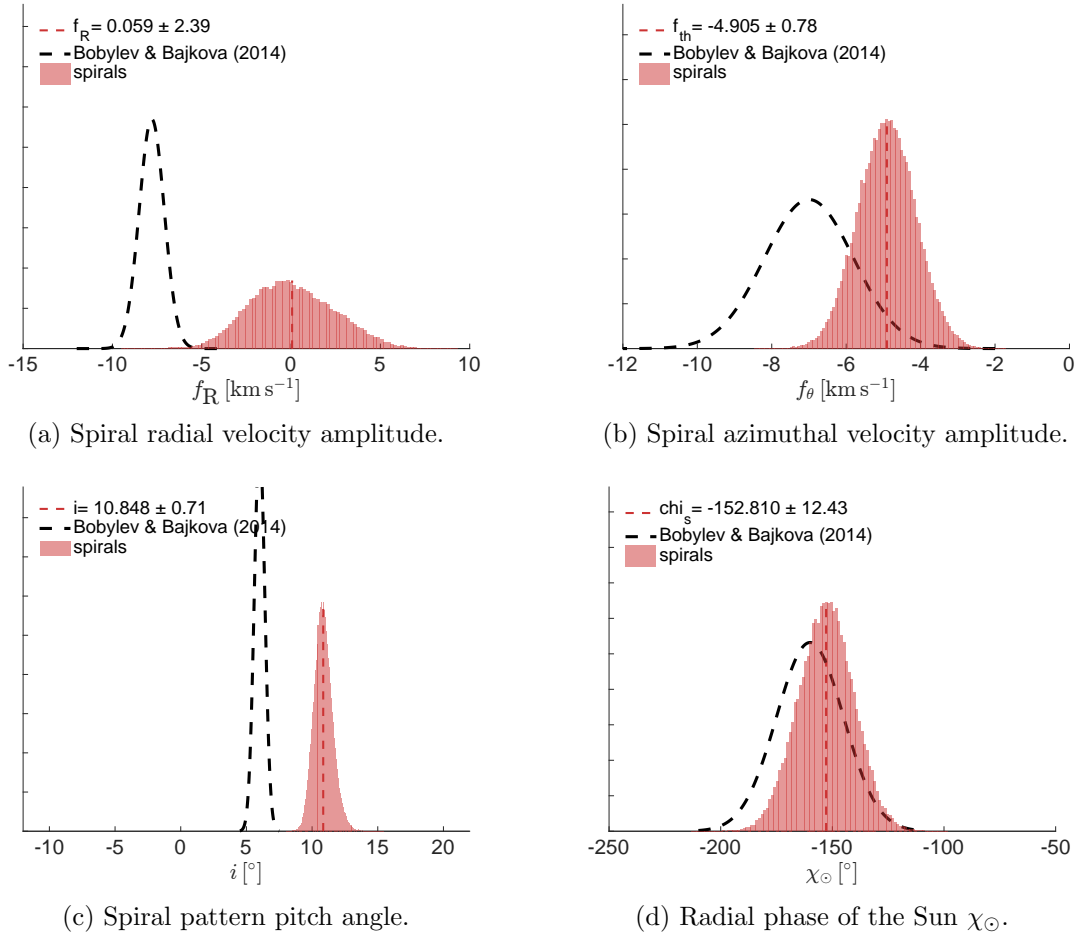 f_R = 0.059 ± 2.39
Bobylev & Bajkova (2014)
spirals
-15 -10 -5 0 5 10
f_R [km s⁻¹]
(a) Spiral radial velocity amplitude.
f_th = -4.905 ± 0.78
Bobylev & Bajkova (2014)
spirals
-12 -10 -8 -6 -4 -2 0
f_θ [km s⁻¹]
(b) Spiral azimuthal velocity amplitude.
i= 10.848 ± 0.71
Bobylev & Bajkova (2014)
spirals
-10 -5 0 5 10 15 20
i [°]
(c) Spiral pattern pitch angle.
chi_s = -152.810 ± 12.43
Bobylev & Bajkova (2014)
spirals
-250 -200 -150 -100 -50
χ_⊙ [°]
(d) Radial phase of the Sun χ_⊙.